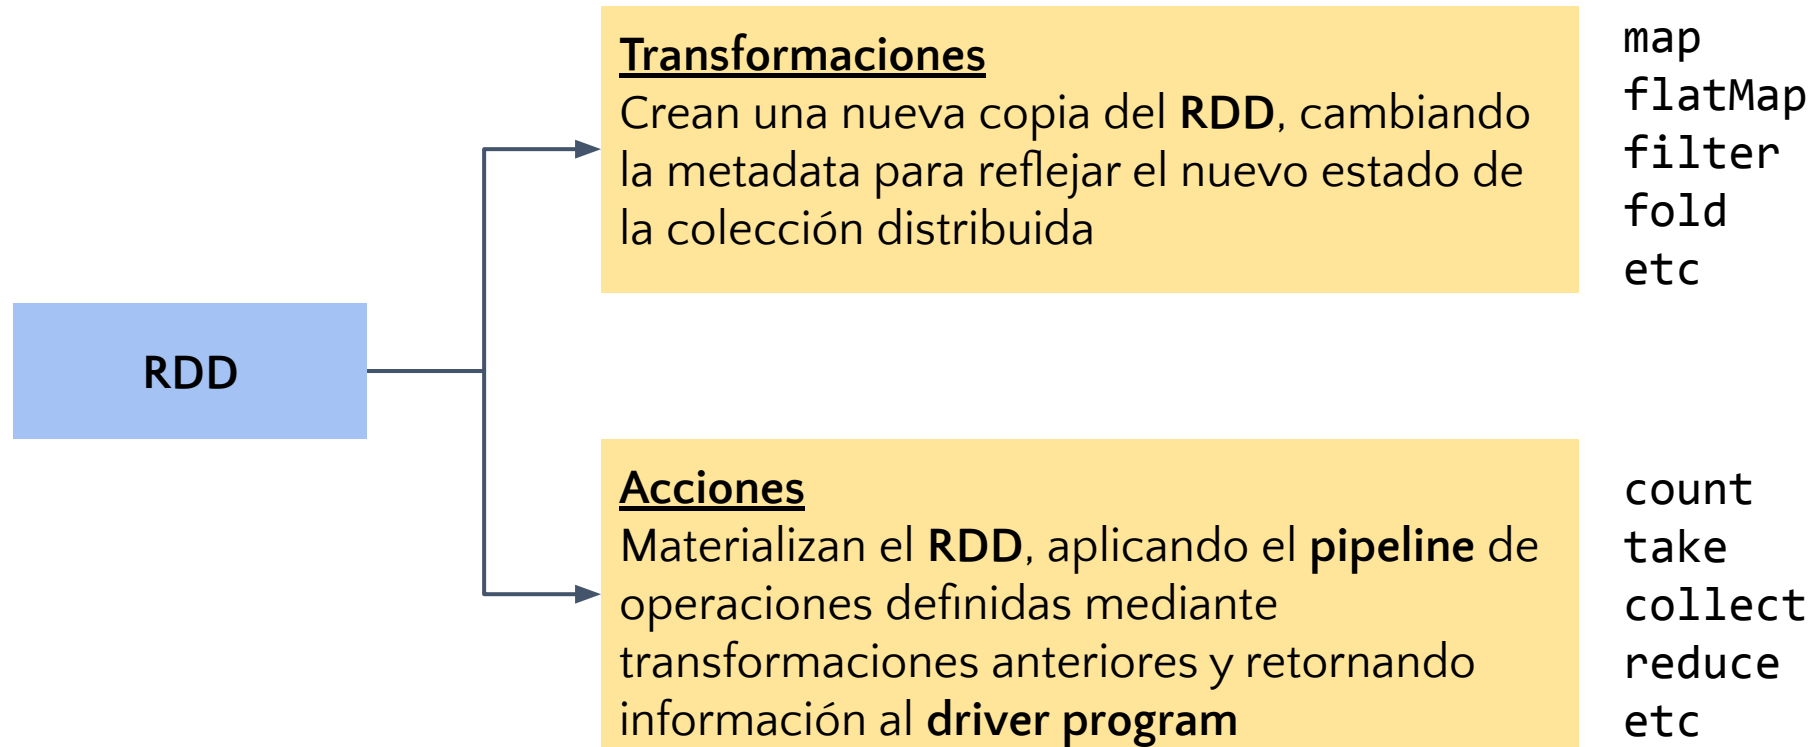 Transformaciones
Crean una nueva copia del RDD, cambiando
la metadata para reflejar el nuevo estado de
la colección distribuida
map
flatMap
filter
fold
etc
RDD
Acciones
Materializan el RDD, aplicando el pipeline de
operaciones definidas mediante
transformaciones anteriores y retornando
información al driver program
count
take
collect
reduce
etc